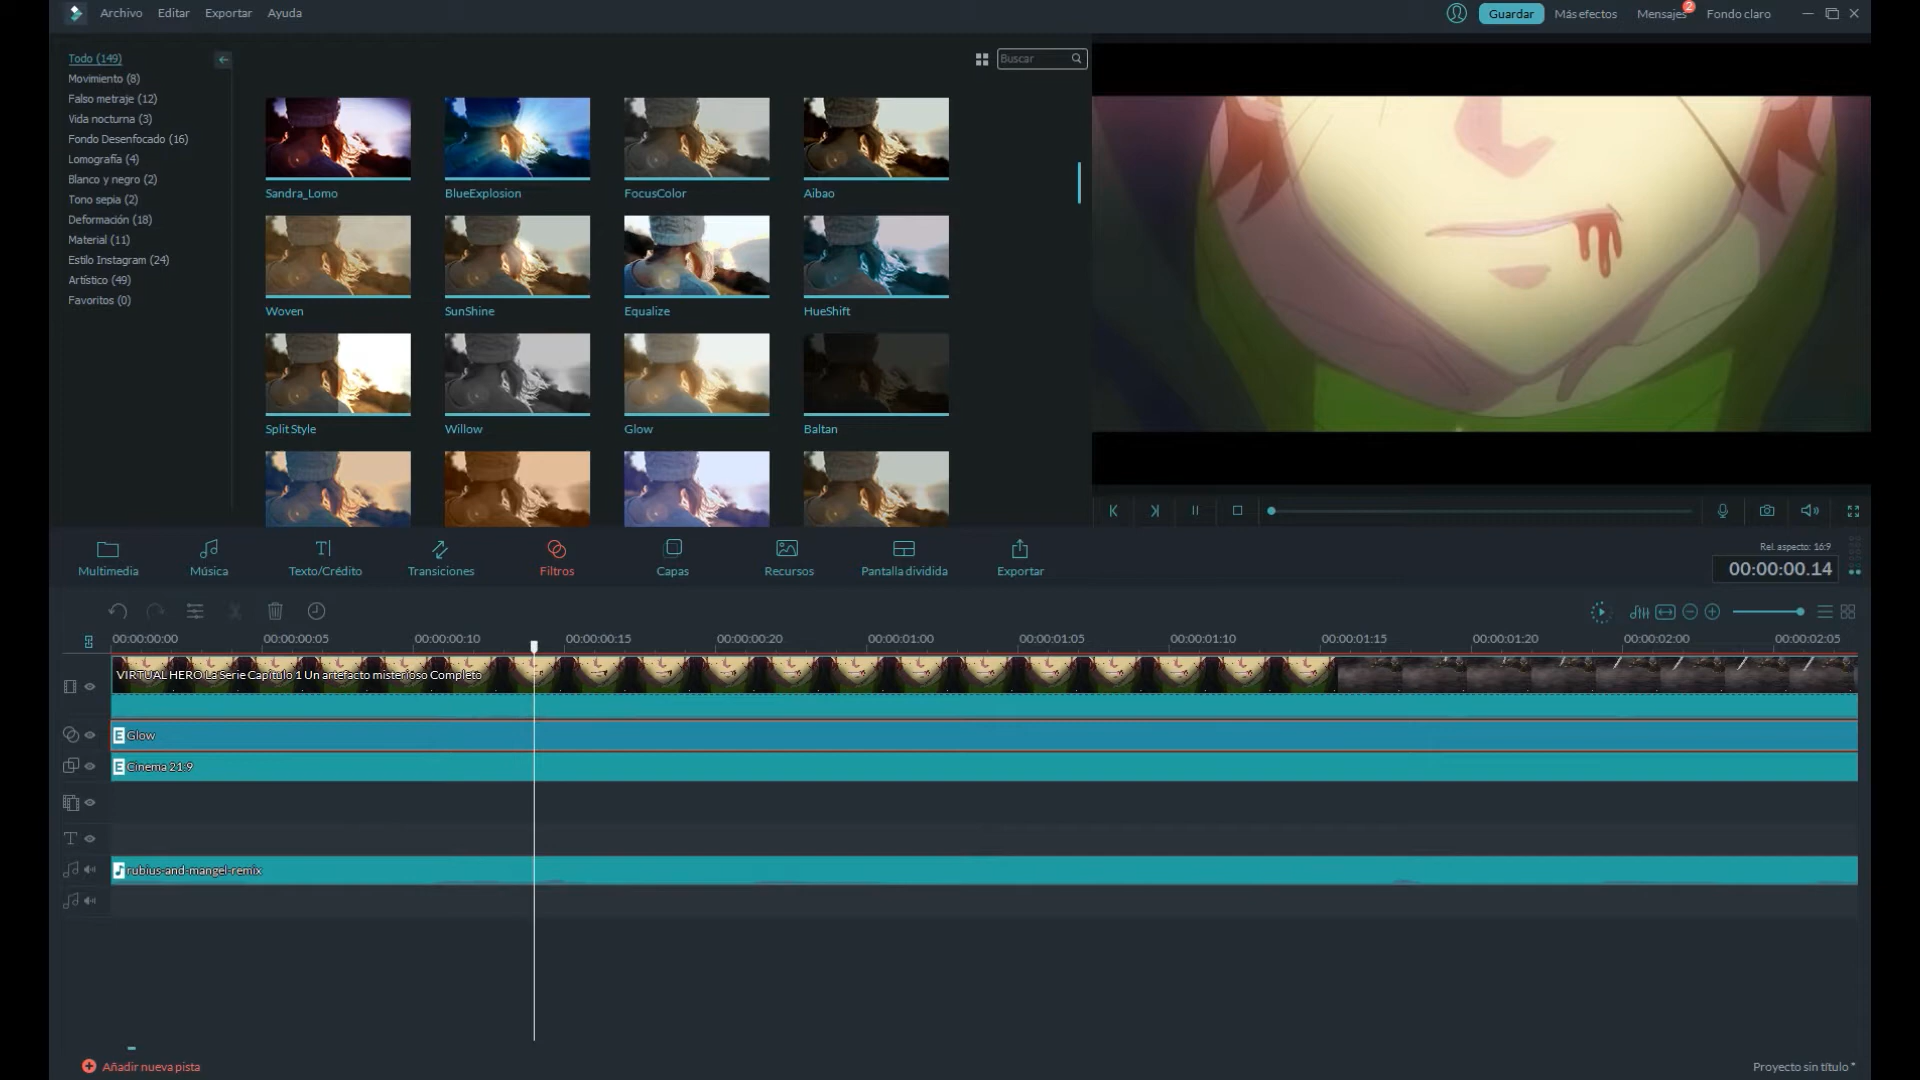 Archivo Editar Exportar Ayuda
Guardar Más efectos Mensajes 2 Fondo claro
Todo (149)
Movimiento (8)
Falso metraje (12)
Vida nocturna (3)
Fondo Desenfocado (16)
Lomografía (4)
Blanco y negro (2)
Tono sepia (2)
Deformación (18)
Material (11)
Estilo Instagram (24)
Artístico (49)
Favoritos (0)
Buscar
Sandra_Lomo BlueExplosion FocusColor Aibao
Woven SunShine Equalize HueShift
Split Style Willow Glow Baltan
Multimedia Música Texto/Crédito Transiciones Filtros Capas Recursos Pantalla dividida Exportar
Rel. aspecto: 16:9
00:00:00.14
00:00:00:00 00:00:00:05 00:00:00:10 00:00:00:15 00:00:00:20 00:00:01:00 00:00:01:05 00:00:01:10 00:00:01:15 00:00:01:20 00:00:02:00 00:00:02:05
VIRTUAL HERO La Serie Capítulo 1 Un artefacto misterioso Completo
E Glow
E Cinema 21:9
rubius-and-mangel-remix
Añadir nueva pista
Proyecto sin título *